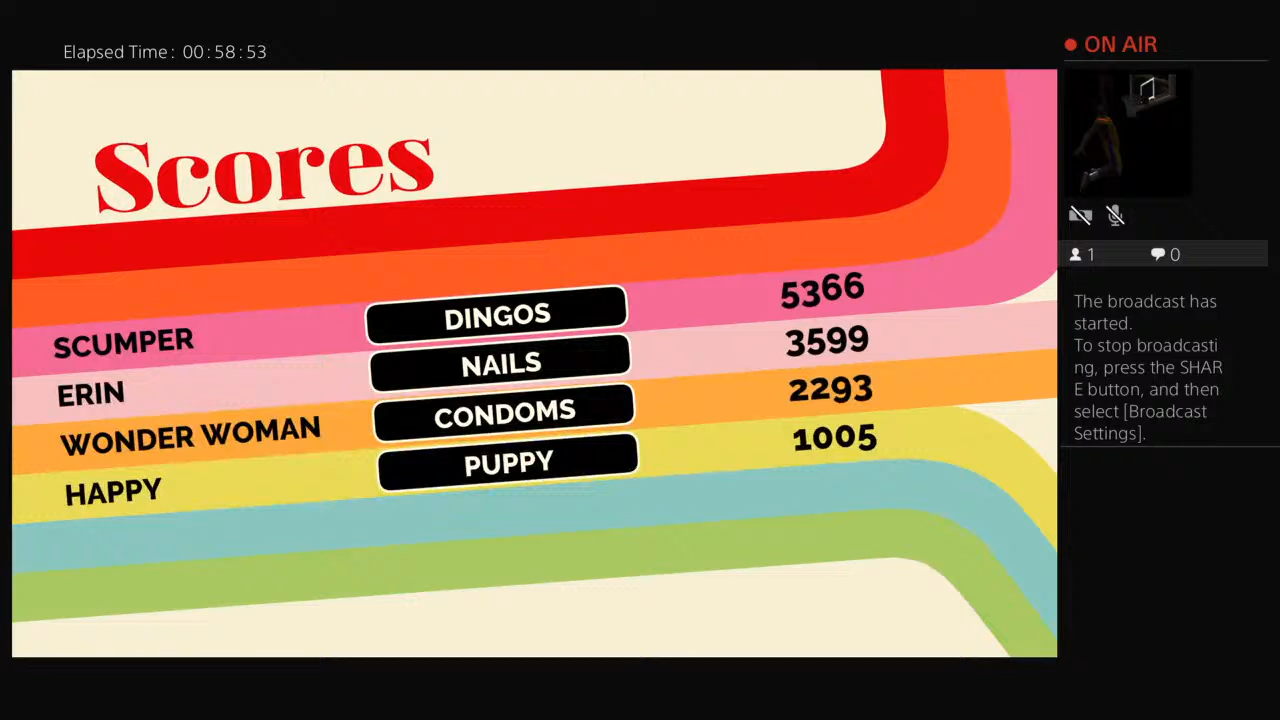 Elapsed Time: 00:58:53
ON AIR
Scores
SCUMPER DINGOS 5366
ERIN NAILS 3599
WONDER WOMAN CONDOMS 2293
HAPPY PUPPY 1005
1 0
The broadcast has
started.
To stop broadcasti
ng, press the SHAR
E button, and then
select [Broadcast
Settings].